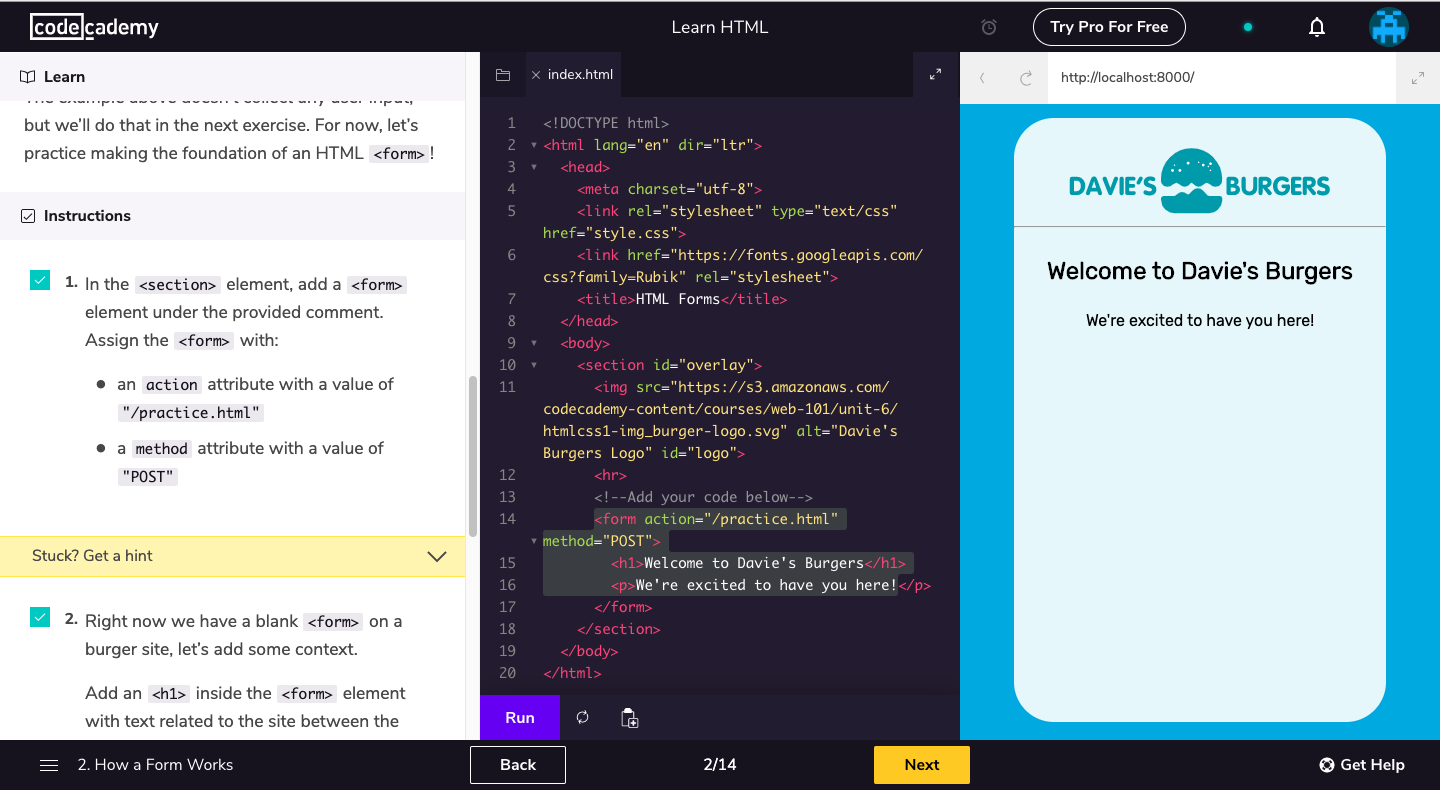 codecademy
Learn HTML
Try Pro For Free
Learn
The example above doesn't collect any user input,
but we'll do that in the next exercise. For now, let's
practice making the foundation of an HTML <form>!
Instructions
1. In the <section> element, add a <form>
element under the provided comment.
Assign the <form> with:
● an action attribute with a value of
"/practice.html"
● a method attribute with a value of
"POST"
Stuck? Get a hint
2. Right now we have a blank <form> on a
burger site, let's add some context.
Add an <h1> inside the <form> element
with text related to the site between the
index.html
1 <!DOCTYPE html>
2 <html lang="en" dir="ltr">
3 <head>
4 <meta charset="utf-8">
5 <link rel="stylesheet" type="text/css"
href="style.css">
6 <link href="https://fonts.googleapis.com/
css?family=Rubik" rel="stylesheet">
7 <title>HTML Forms</title>
8 </head>
9 <body>
10 <section id="overlay">
11 <img src="https://s3.amazonaws.com/
codecademy-content/courses/web-101/unit-6/
htmlcss1-img_burger-logo.svg" alt="Davie's
Burgers Logo" id="logo">
12 <hr>
13 <!--Add your code below-->
14 <form action="/practice.html"
method="POST">
15 <h1>Welcome to Davie's Burgers</h1>
16 <p>We're excited to have you here!</p>
17 </form>
18 </section>
19 </body>
20 </html>
Run
http://localhost:8000/
DAVIE'S BURGERS
Welcome to Davie's Burgers
We're excited to have you here!
2. How a Form Works
Back
2/14
Next
Get Help